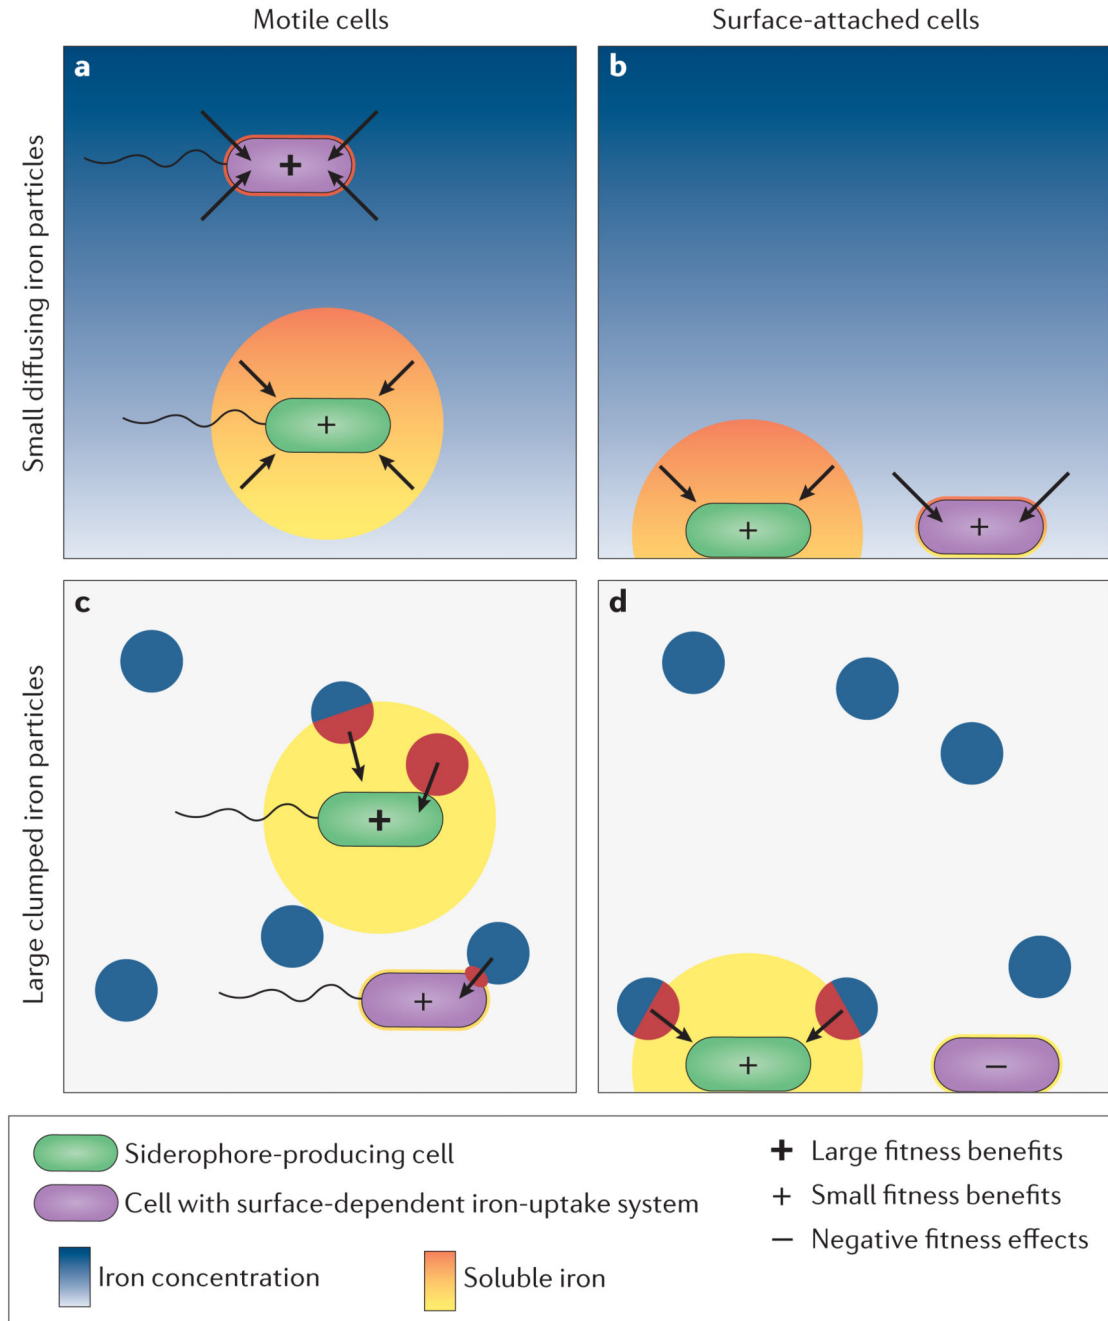 Motile cells
Surface-attached cells
Small diffusing iron particles
a
+
+
b
+
+
Large clumped iron particles
c
+
+
d
+
−
Siderophore-producing cell
Cell with surface-dependent iron-uptake system
Iron concentration
Soluble iron
+ Large fitness benefits
+ Small fitness benefits
− Negative fitness effects